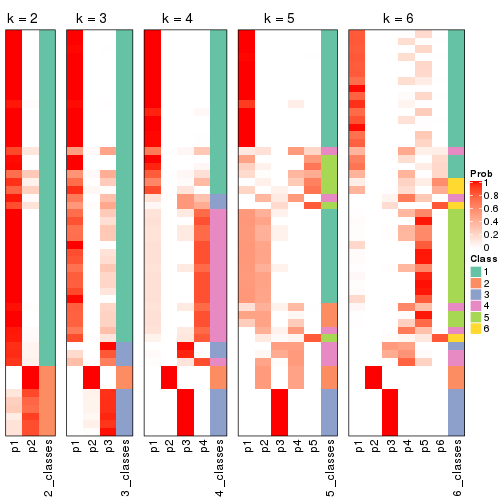 k = 2
k = 3
k = 4
k = 5
k = 6
Prob
1
0.8
0.6
0.4
0.2
0
Class
1
2
3
4
5
6
p1
p2
2_classes
p1
p2
p3
3_classes
p1
p2
p3
p4
4_classes
p1
p2
p3
p4
p5
5_classes
p1
p2
p3
p4
p5
p6
6_classes